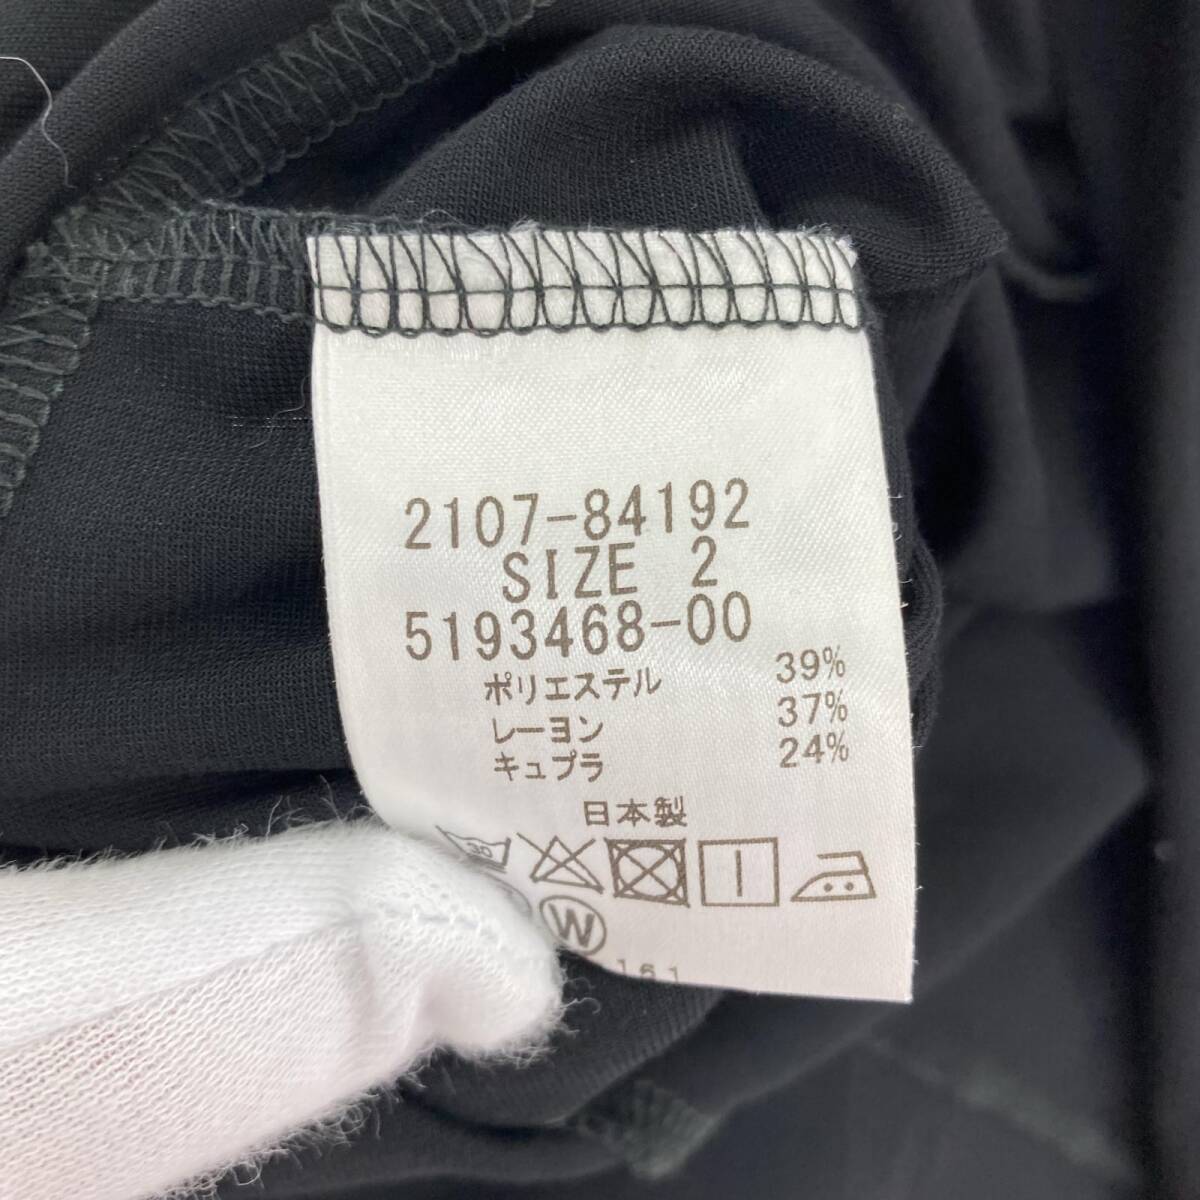 2107-84192
SIZE 2
5193468-00
ポリエステル 39%
レーヨン 37%
キュプラ 24%
日本製
30
W